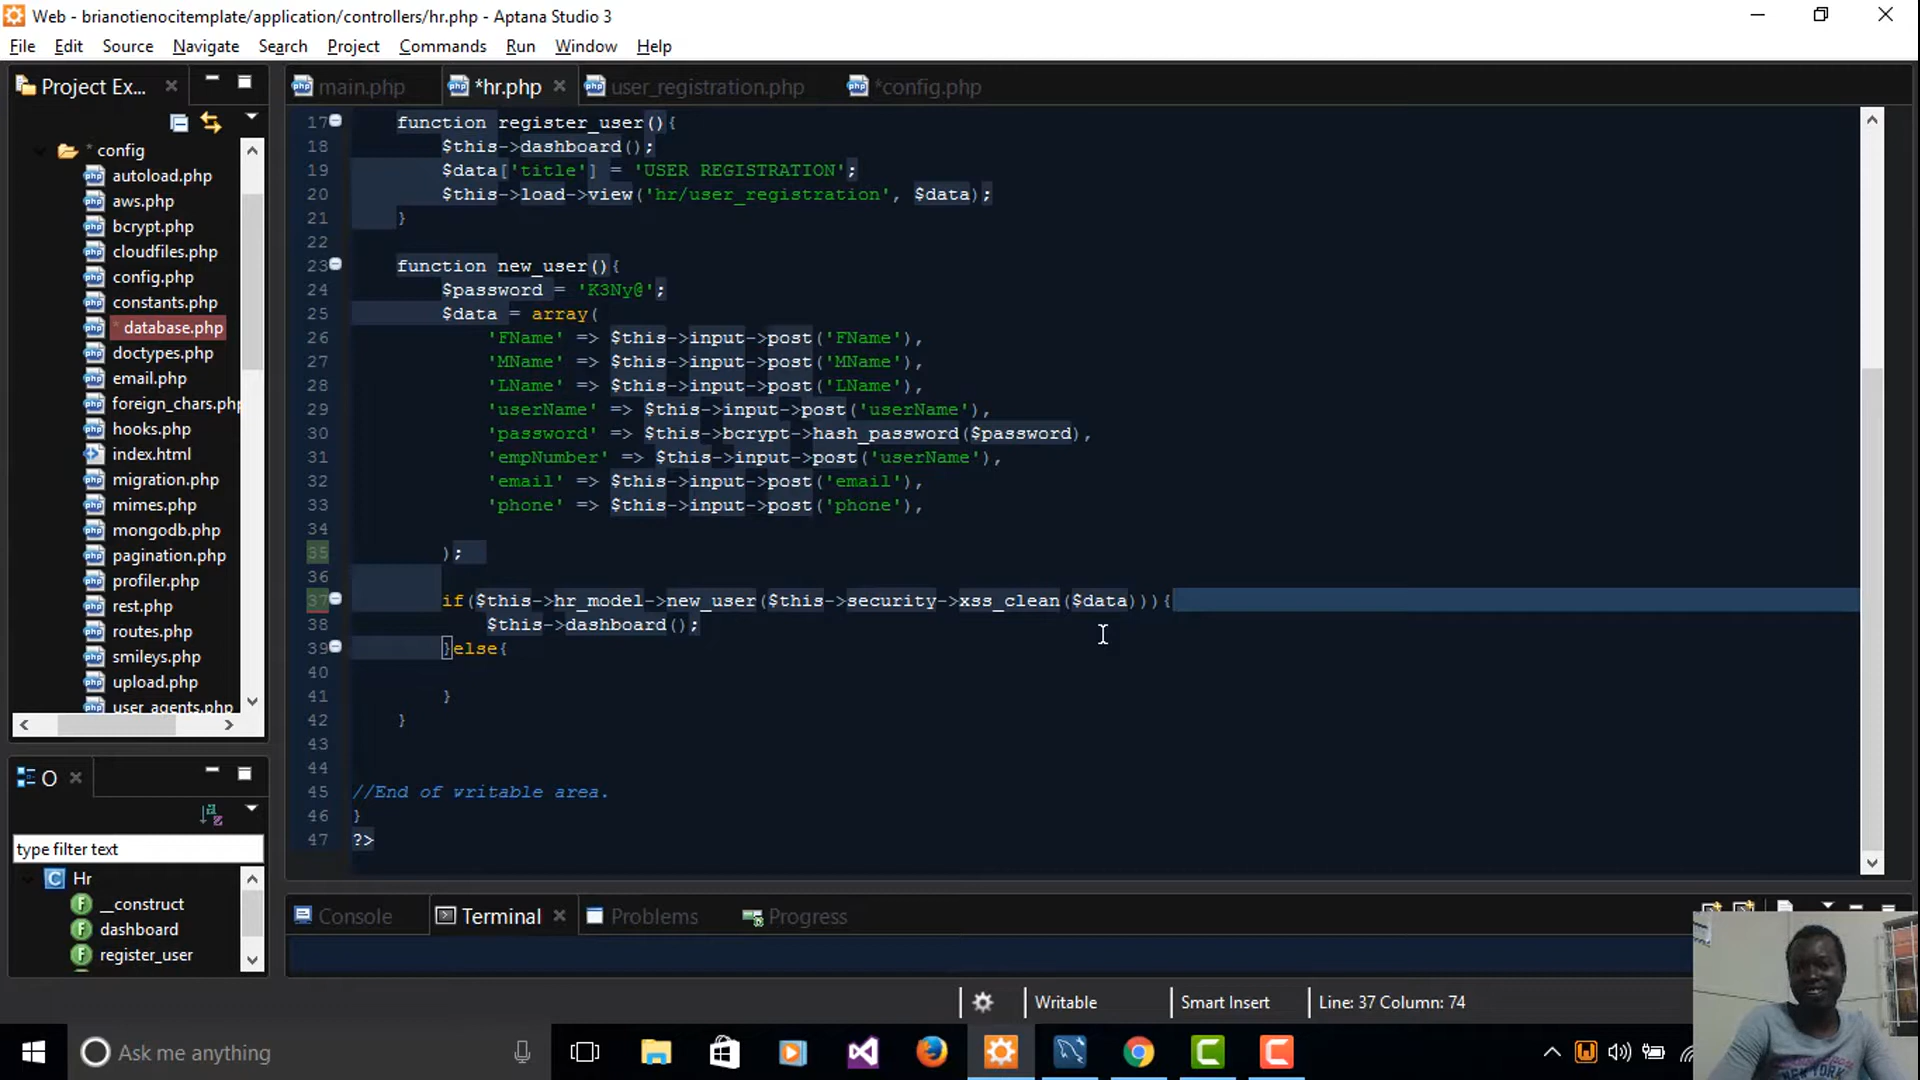 Web - brianotienocitemplate/application/controllers/hr.php - Aptana Studio 3
File Edit Source Navigate Search Project Commands Run Window Help
Project Ex...
main.php
*hr.php
user_registration.php
*config.php
* config
autoload.php
aws.php
bcrypt.php
cloudfiles.php
config.php
constants.php
* database.php
doctypes.php
email.php
foreign_chars.php
hooks.php
index.html
migration.php
mimes.php
mongodb.php
pagination.php
profiler.php
rest.php
routes.php
smileys.php
upload.php
user_agents.php
17 function register_user(){
18 $this->dashboard();
19 $data['title'] = 'USER REGISTRATION';
20 $this->load->view('hr/user_registration', $data);
21 }
22
23 function new_user(){
24 $password = 'K3Ny@';
25 $data = array(
26 'FName' => $this->input->post('FName'),
27 'MName' => $this->input->post('MName'),
28 'LName' => $this->input->post('LName'),
29 'userName' => $this->input->post('userName'),
30 'password' => $this->bcrypt->hash_password($password),
31 'empNumber' => $this->input->post('userName'),
32 'email' => $this->input->post('email'),
33 'phone' => $this->input->post('phone'),
34
35 );
36
37 if($this->hr_model->new_user($this->security->xss_clean($data))){
38 $this->dashboard();
39 }else{
40
41 }
42 }
43
44
45 //End of writable area.
46 }
47 ?>
O
type filter text
Hr
__construct
dashboard
register_user
Console
Terminal
Problems
Progress
Writable
Smart Insert
Line: 37 Column: 74
Ask me anything